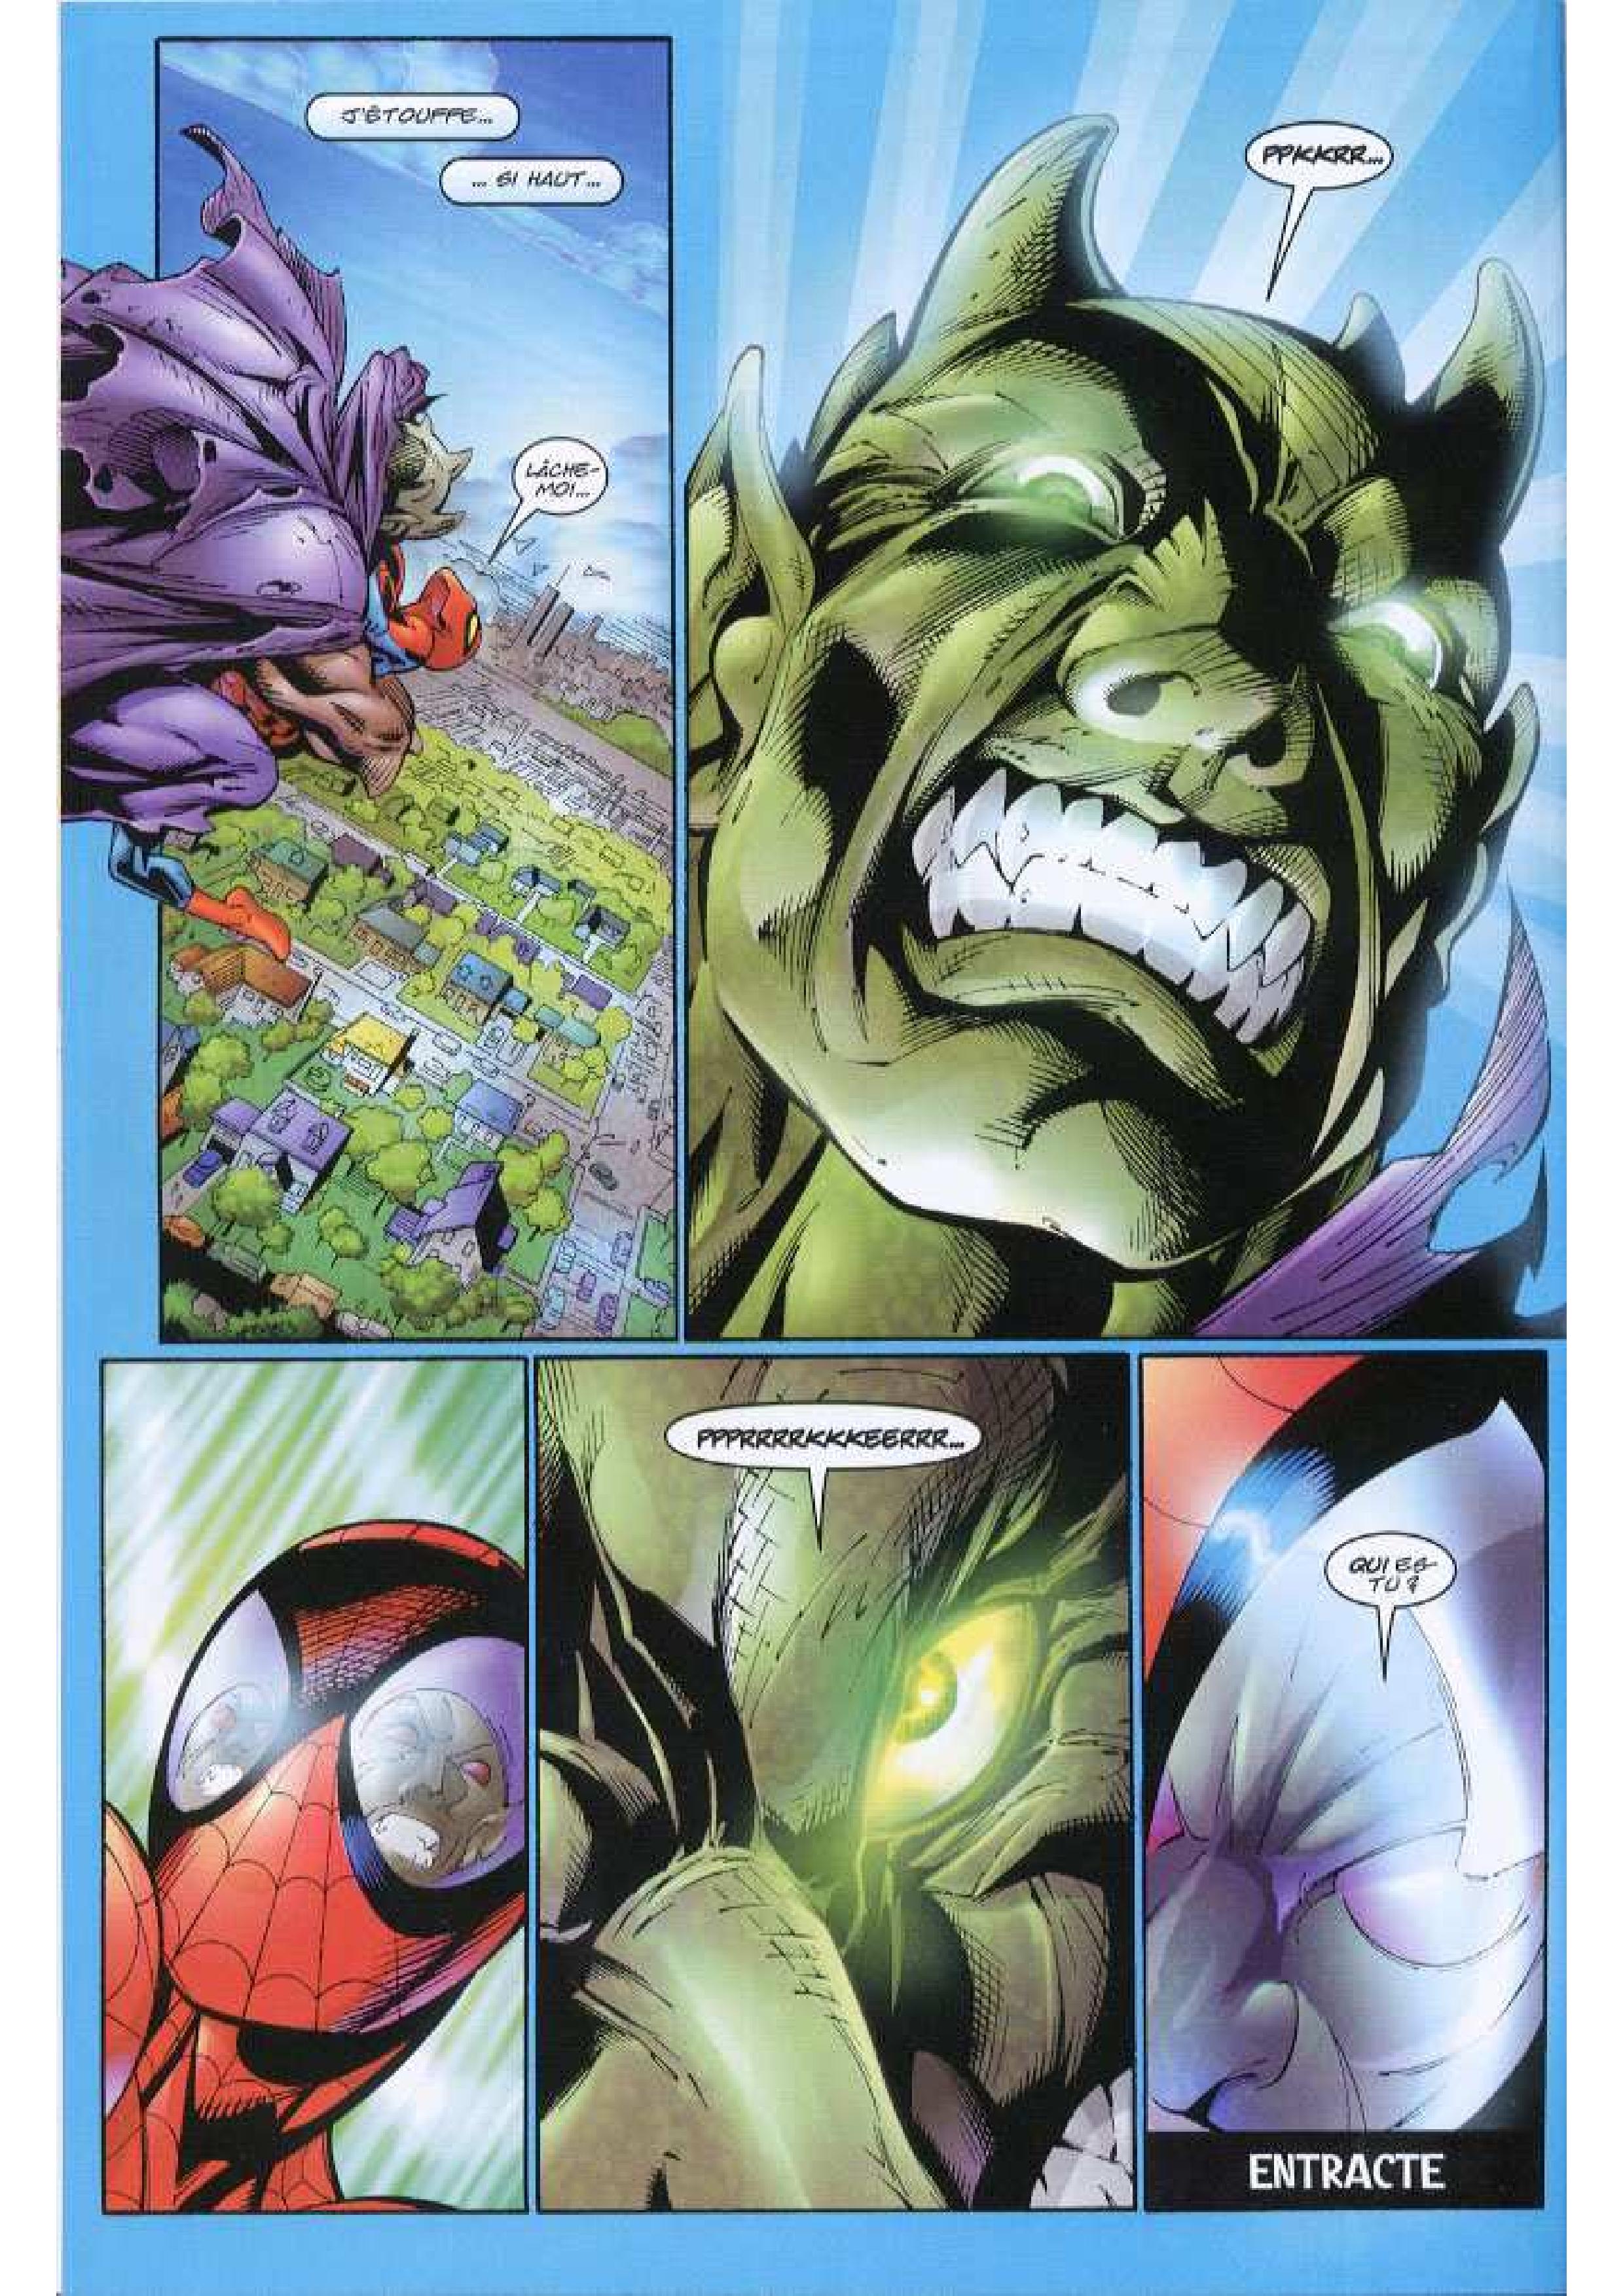 J'ÉTOUFFE...
... SI HAUT...
LÂCHE-
MOI...
PPKKRR...
PPPRRRRKKKEERRR...
QUI ES-
TU ?
ENTRACTE